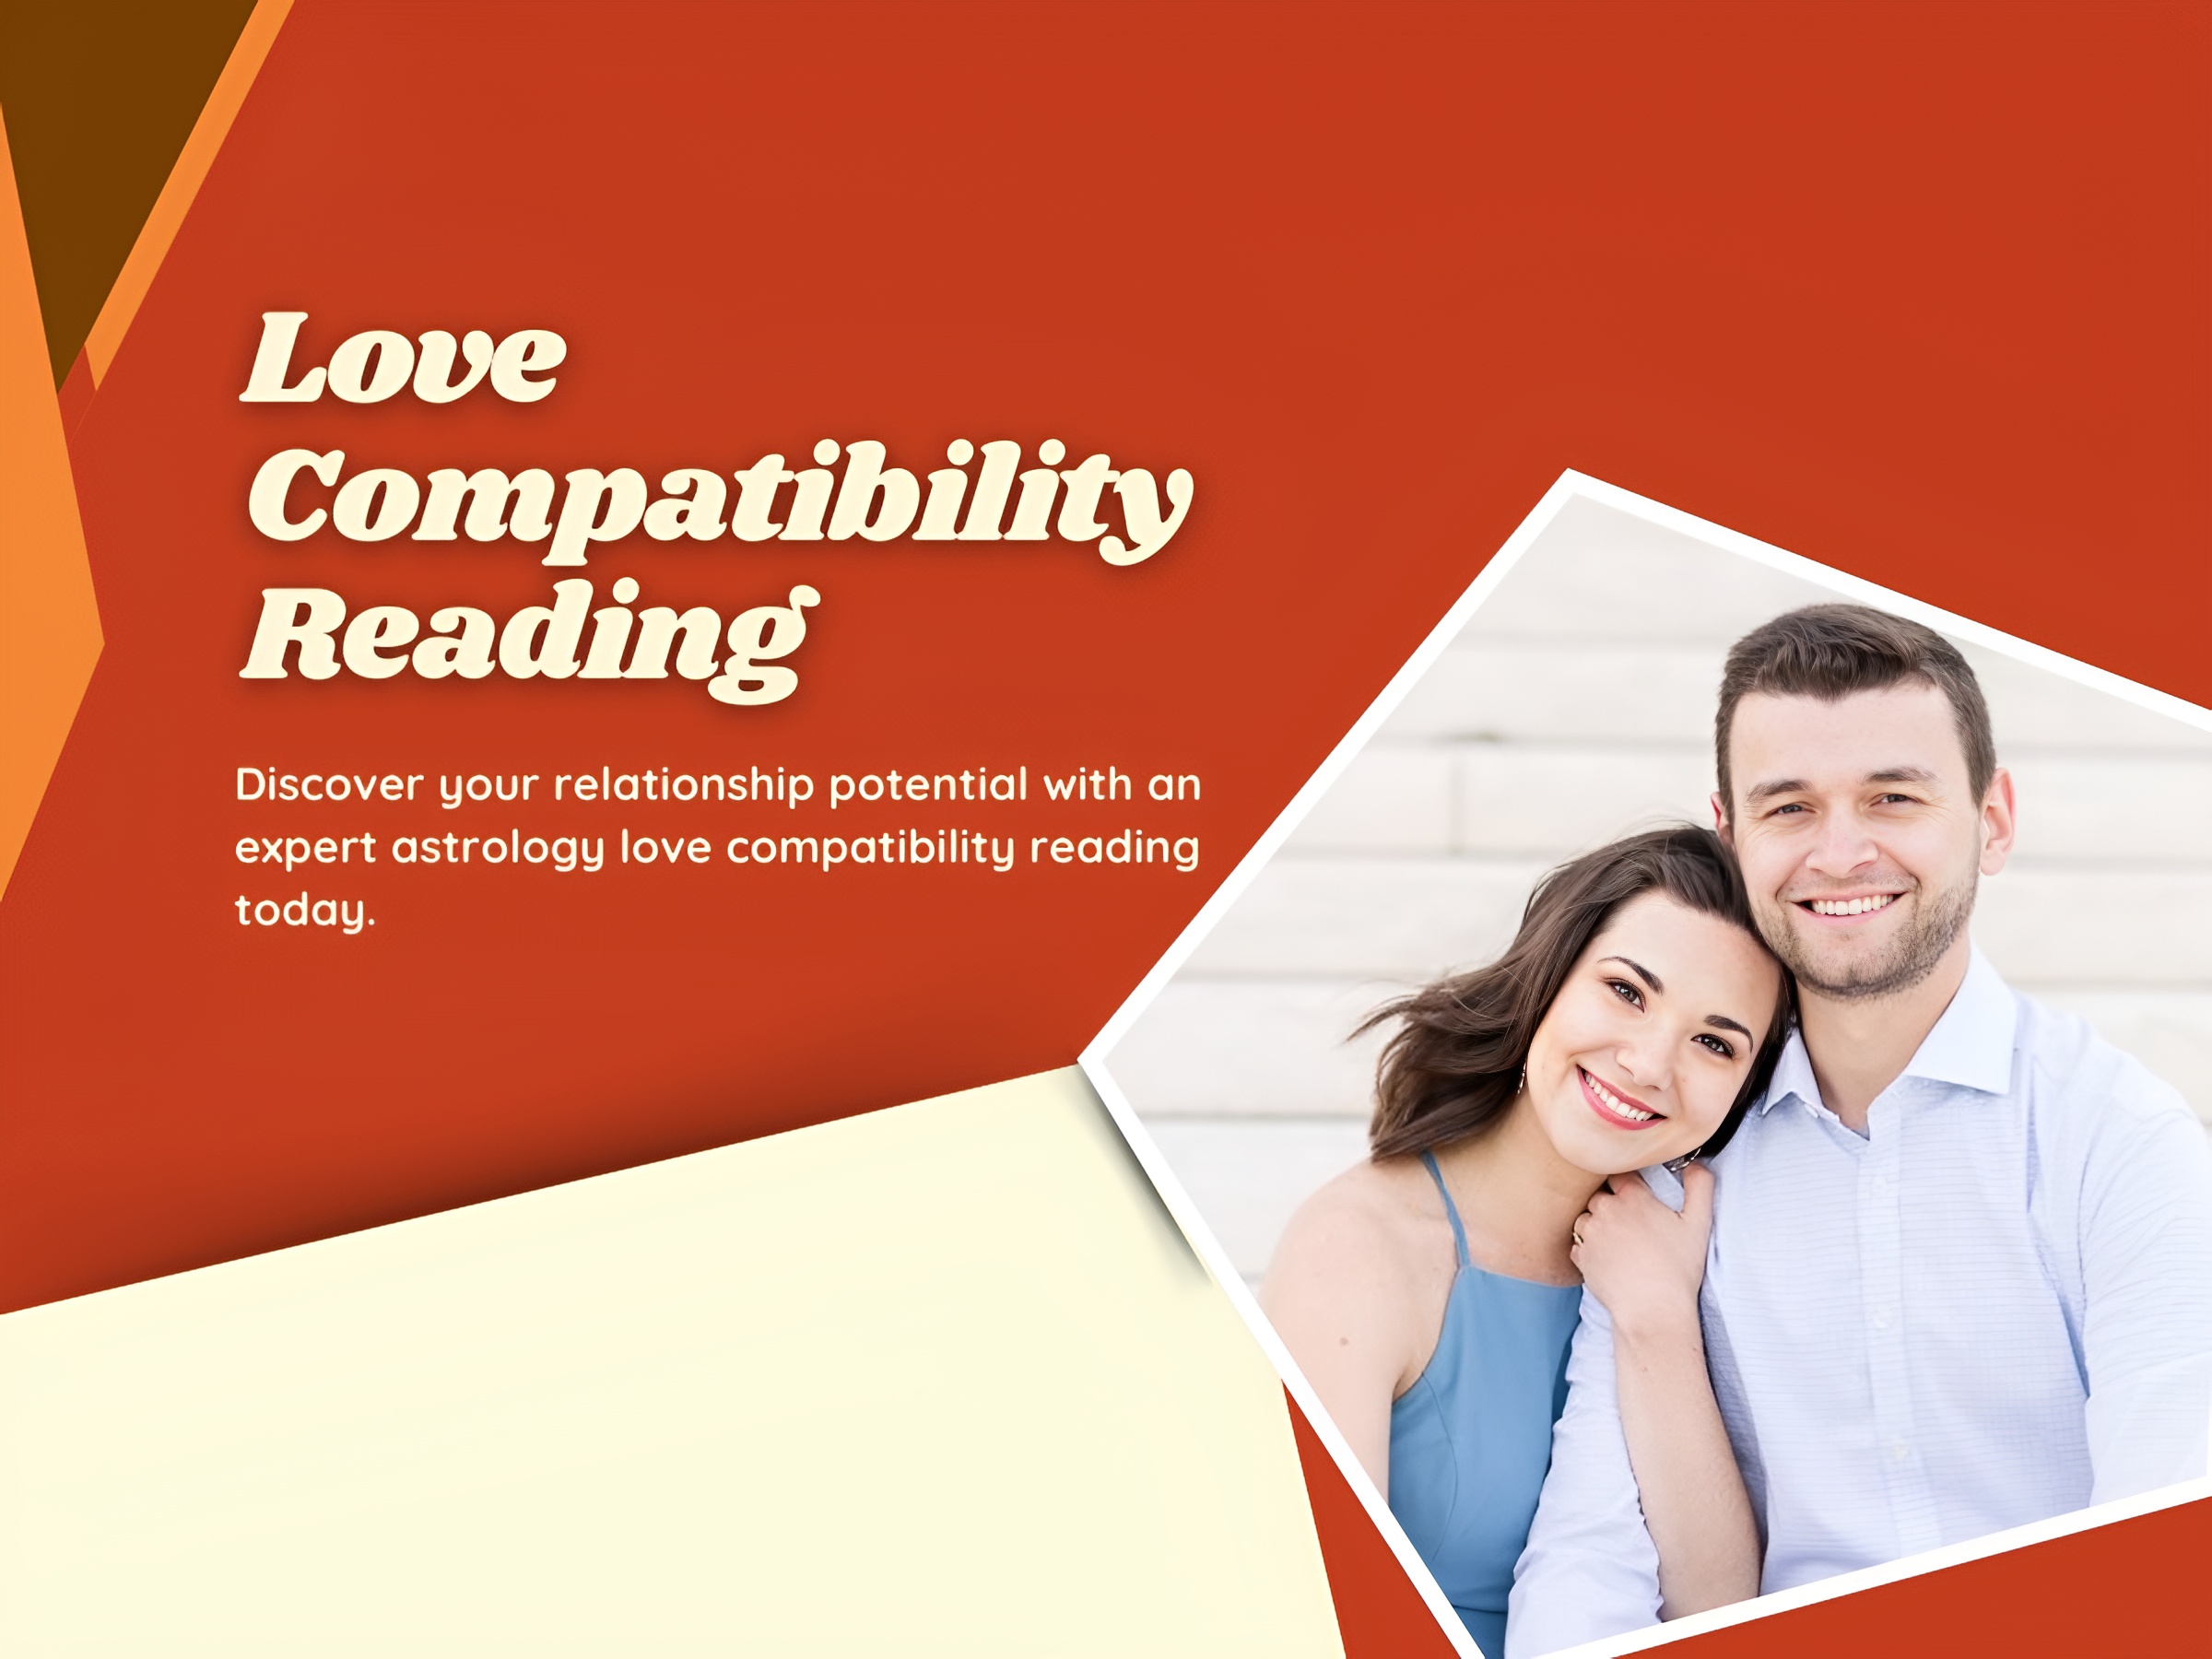 Love
Compatibility
Reading
Discover your relationship potential with an
expert astrology love compatibility reading
today.